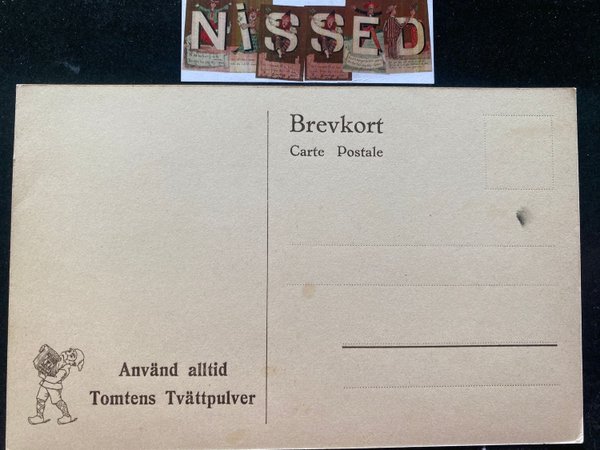 NiSSED
Brevkort
Carte Postale
Använd alltid
Tomtens Tvättpulver